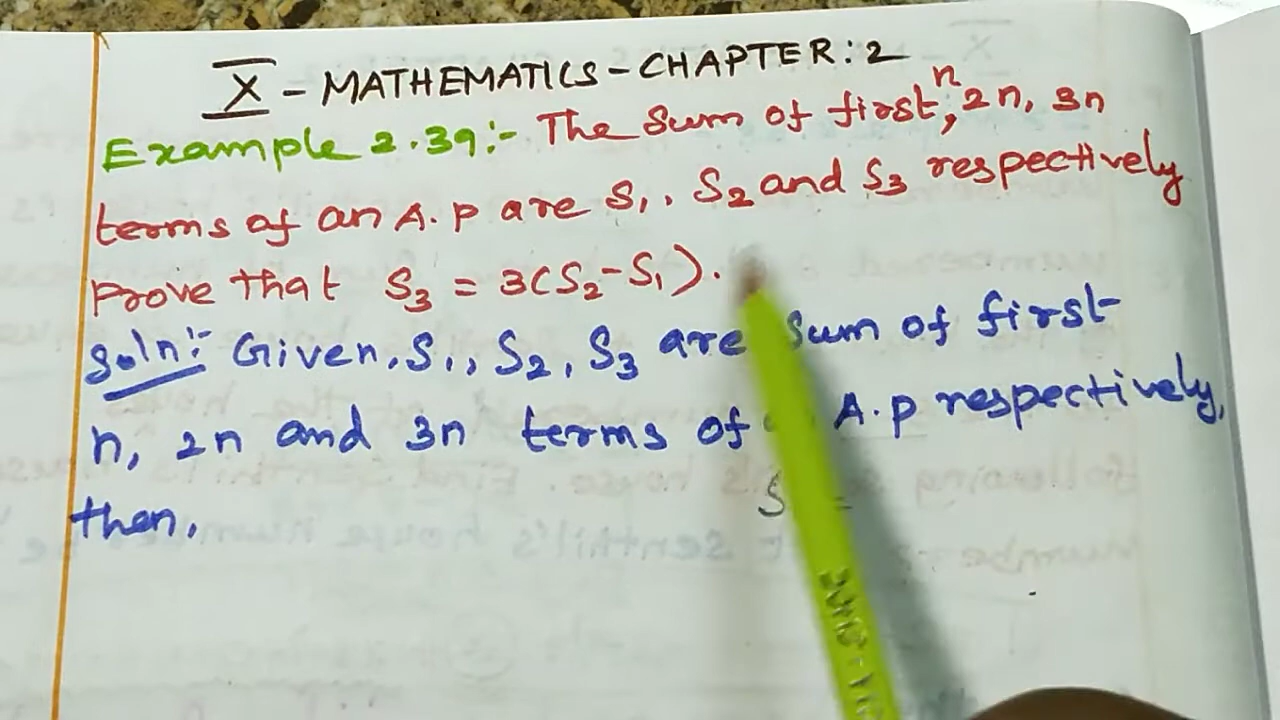 X - MATHEMATICS - CHAPTER: 2
Example 2.39:- The Sum of first n, 2n, 3n
terms of an A.P are S1, S2 and S3 respectively
prove that S3 = 3(S2-S1).
Soln:- Given, S1, S2, S3 are sum of first
n, 2n and 3n terms of A.p respectively,
then,